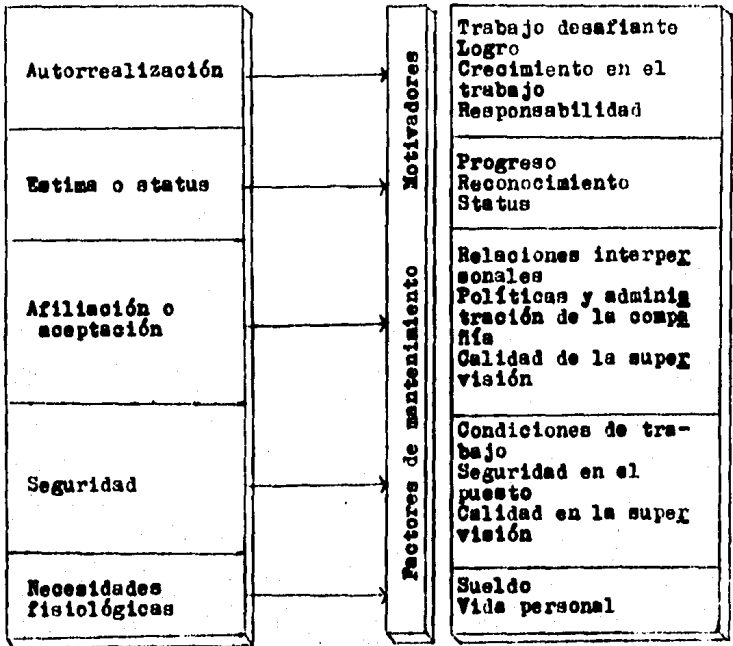 Autorrealización
Estima o status
Afiliación o
aceptación
Seguridad
Necesidades
fisiológicas
Motivadores
Factores de mantenimiento
Trabajo desafiante
Logro
Crecimiento en el
trabajo
Responsabilidad
Progreso
Reconocimiento
Status
Relaciones interper
sonales
Políticas y adminis
tración de la compa
ñía
Calidad de la super
visión
Condiciones de tra-
bajo
Seguridad en el
puesto
Calidad en la super
visión
Sueldo
Vida personal